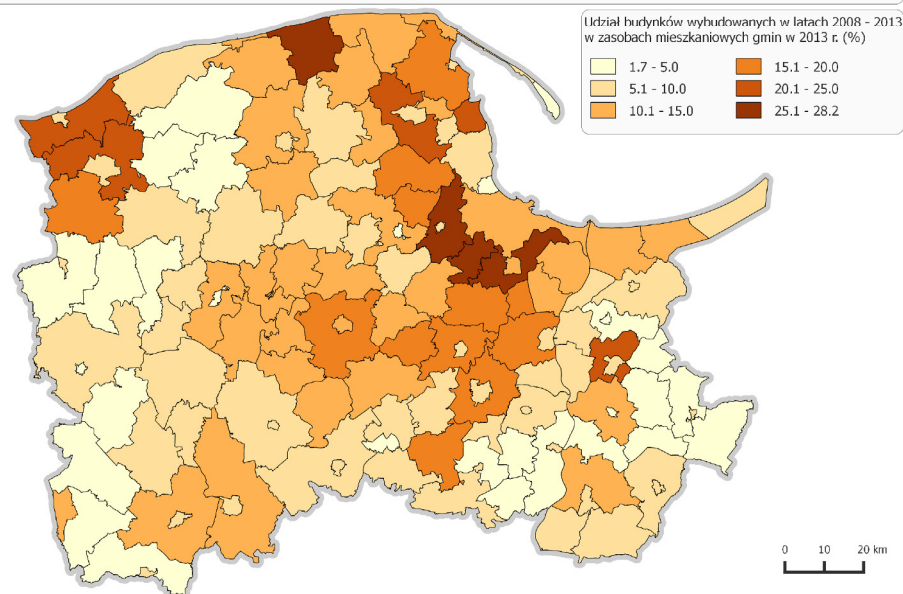 Udział budynków wybudowanych w latach 2008 - 2013
w zasobach mieszkaniowych gmin w 2013 r. (%)
1.7 - 5.0
15.1 - 20.0
5.1 - 10.0
20.1 - 25.0
10.1 - 15.0
25.1 - 28.2
0 10 20 km